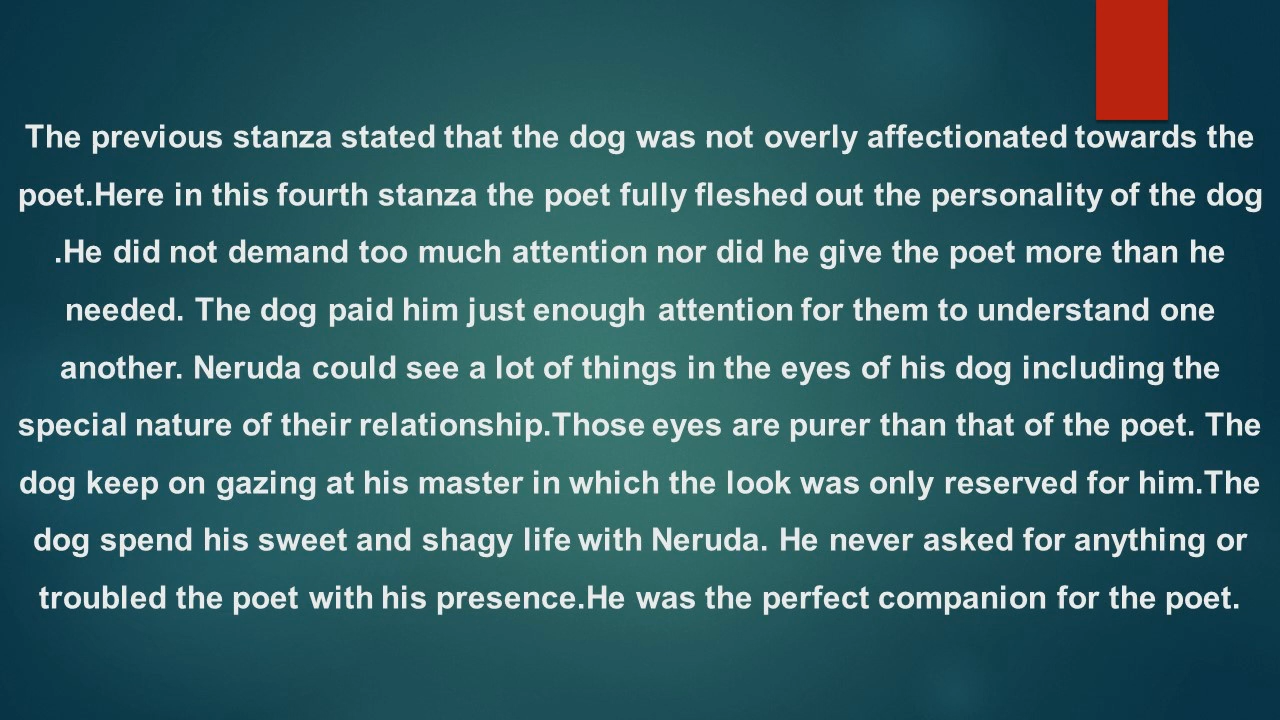 The previous stanza stated that the dog was not overly affectionated towards the
poet.Here in this fourth stanza the poet fully fleshed out the personality of the dog
.He did not demand too much attention nor did he give the poet more than he
needed. The dog paid him just enough attention for them to understand one
another. Neruda could see a lot of things in the eyes of his dog including the
special nature of their relationship.Those eyes are purer than that of the poet. The
dog keep on gazing at his master in which the look was only reserved for him.The
dog spend his sweet and shagy life with Neruda. He never asked for anything or
troubled the poet with his presence.He was the perfect companion for the poet.